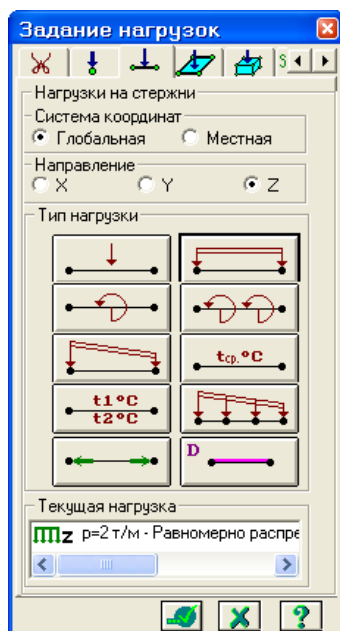 Задание нагрузок
S
Нагрузки на стержни
Система координат
Глобальная Местная
Направление
X Y Z
Тип нагрузки
tср.°C
t1°C
t2°C
D
Текущая нагрузка
z p=2 т/м - Равномерно распре
?